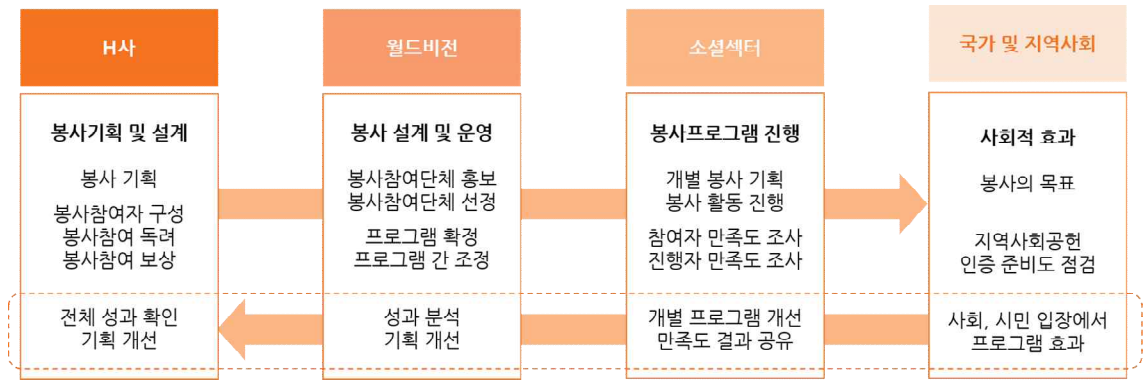 H사
봉사기획 및 설계
봉사 기획
봉사참여자 구성
봉사참여 독려
봉사참여 보상
전체 성과 확인
기획 개선
월드비전
봉사 설계 및 운영
봉사참여단체 홍보
봉사참여단체 선정
프로그램 확정
프로그램 간 조정
성과 분석
기획 개선
소셜섹터
봉사프로그램 진행
개별 봉사 기획
봉사 활동 진행
참여자 만족도 조사
진행자 만족도 조사
개별 프로그램 개선
만족도 결과 공유
국가 및 지역사회
사회적 효과
봉사의 목표
지역사회공헌
인증 준비도 점검
사회, 시민 입장에서
프로그램 효과